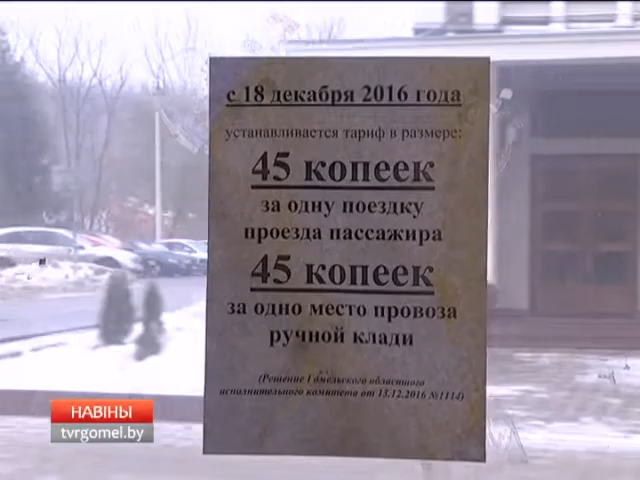 с 18 декабря 2016 года
устанавливается тариф в размере:
45 копеек
за одну поездку
проезда пассажира
45 копеек
за одно место провоза
ручной клади
(Решение Гомельского областного
исполнительного комитета от 15.12.2016 №1114)
НАВІНЫ
tvrgomel.by